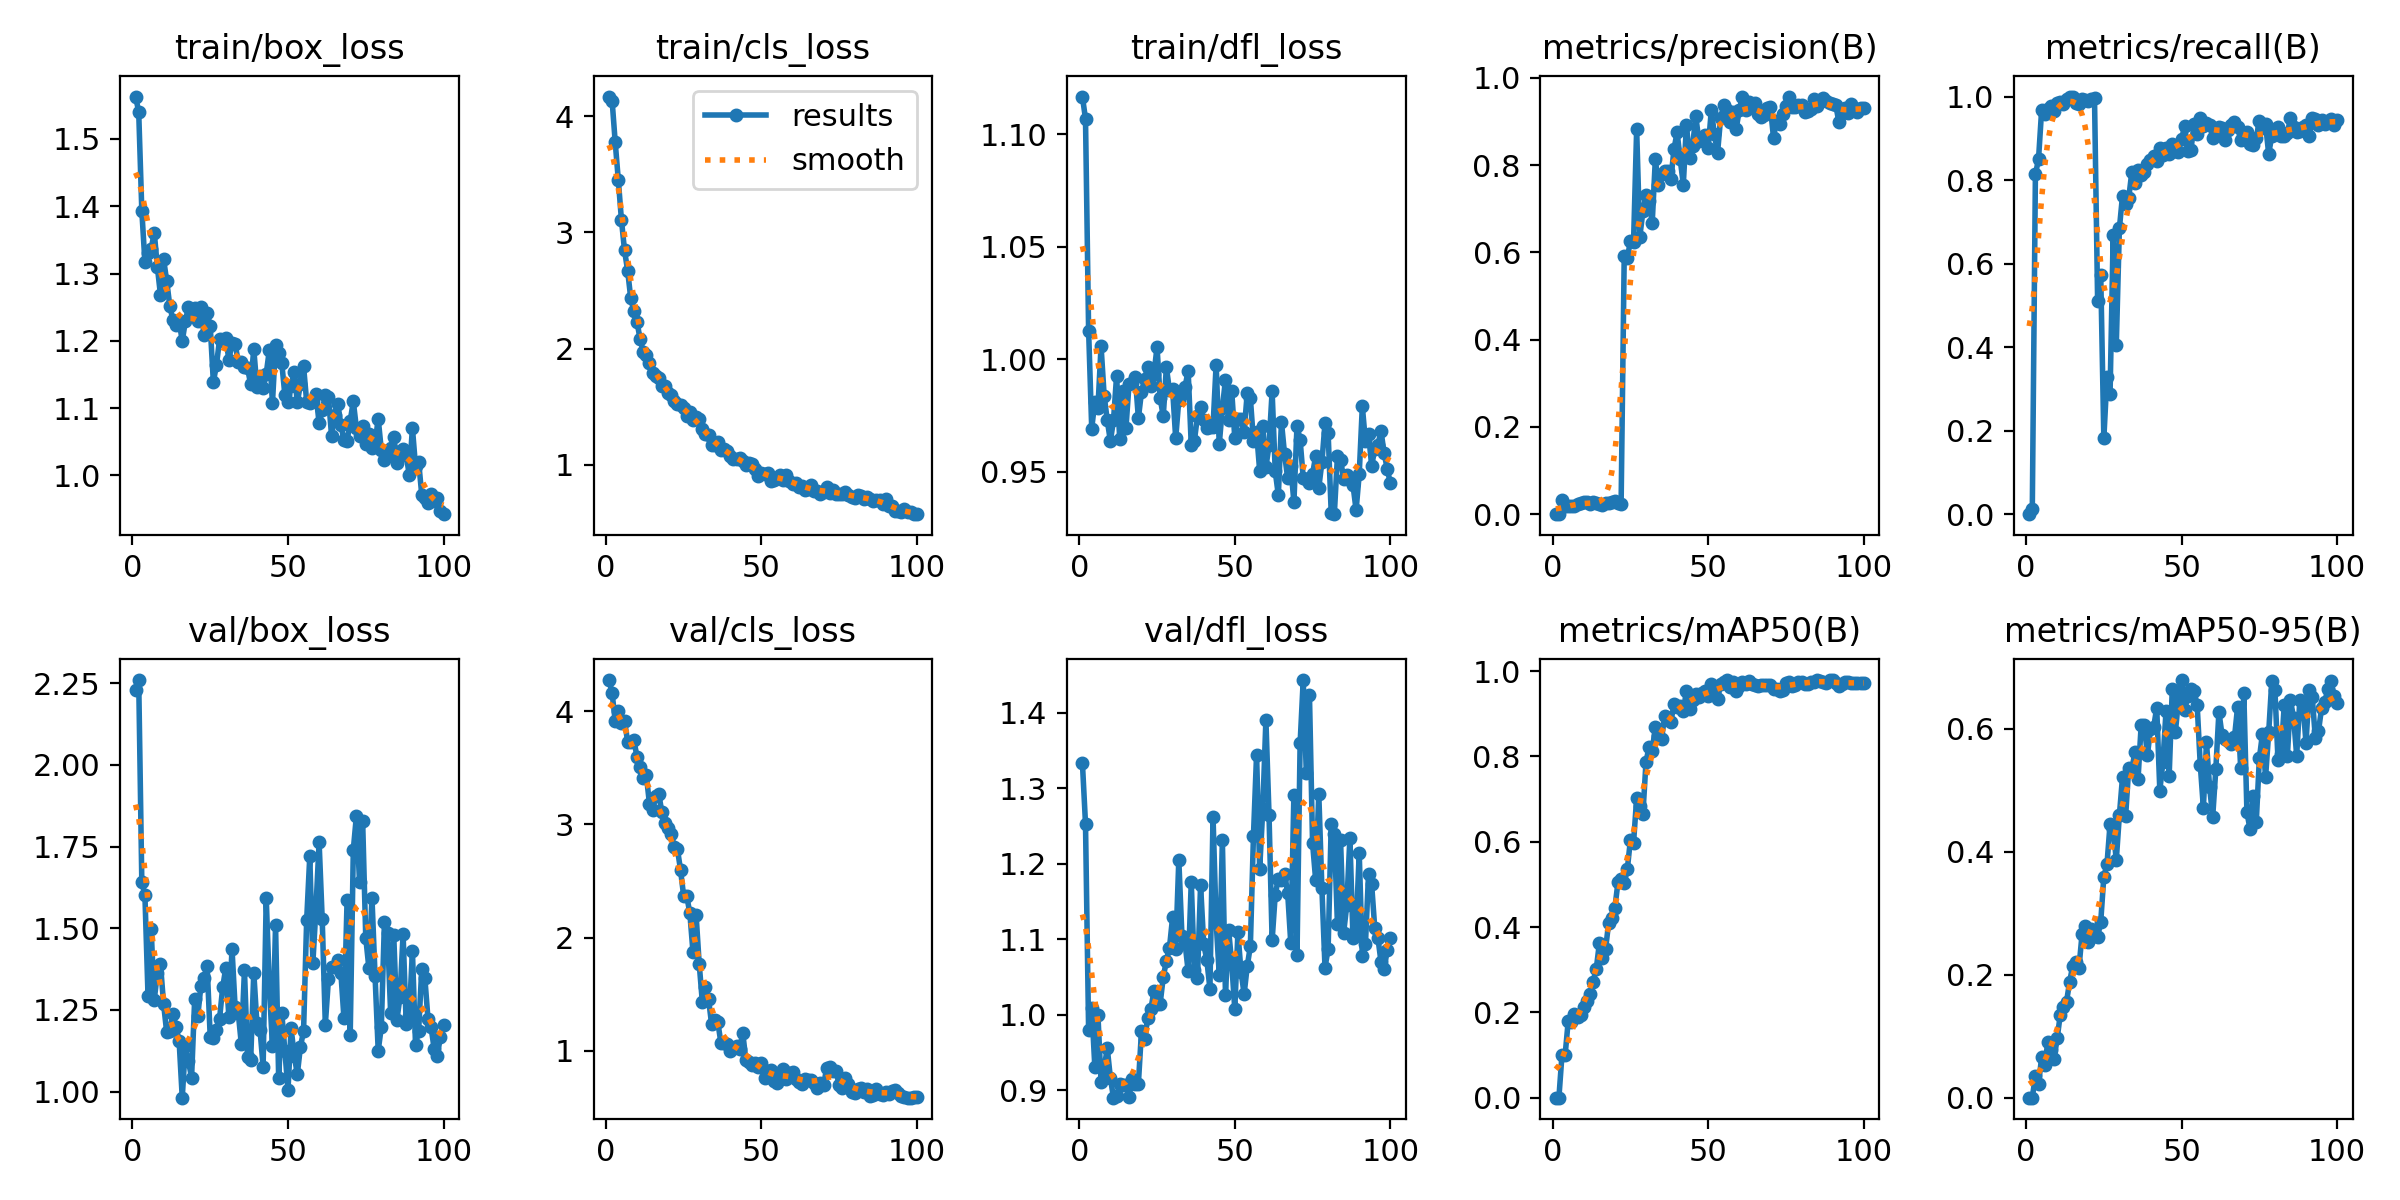 train/box_loss
1.5
1.4
1.3
1.2
1.1
1.0
0 50 100
train/cls_loss
results
smooth
4
3
2
1
0 50 100
train/dfl_loss
1.10
1.05
1.00
0.95
0 50 100
metrics/precision(B)
1.0
0.8
0.6
0.4
0.2
0.0
0 50 100
metrics/recall(B)
1.0
0.8
0.6
0.4
0.2
0.0
0 50 100
val/box_loss
2.25
2.00
1.75
1.50
1.25
1.00
0 50 100
val/cls_loss
4
3
2
1
0 50 100
val/dfl_loss
1.4
1.3
1.2
1.1
1.0
0.9
0 50 100
metrics/mAP50(B)
1.0
0.8
0.6
0.4
0.2
0.0
0 50 100
metrics/mAP50-95(B)
0.6
0.4
0.2
0.0
0 50 100